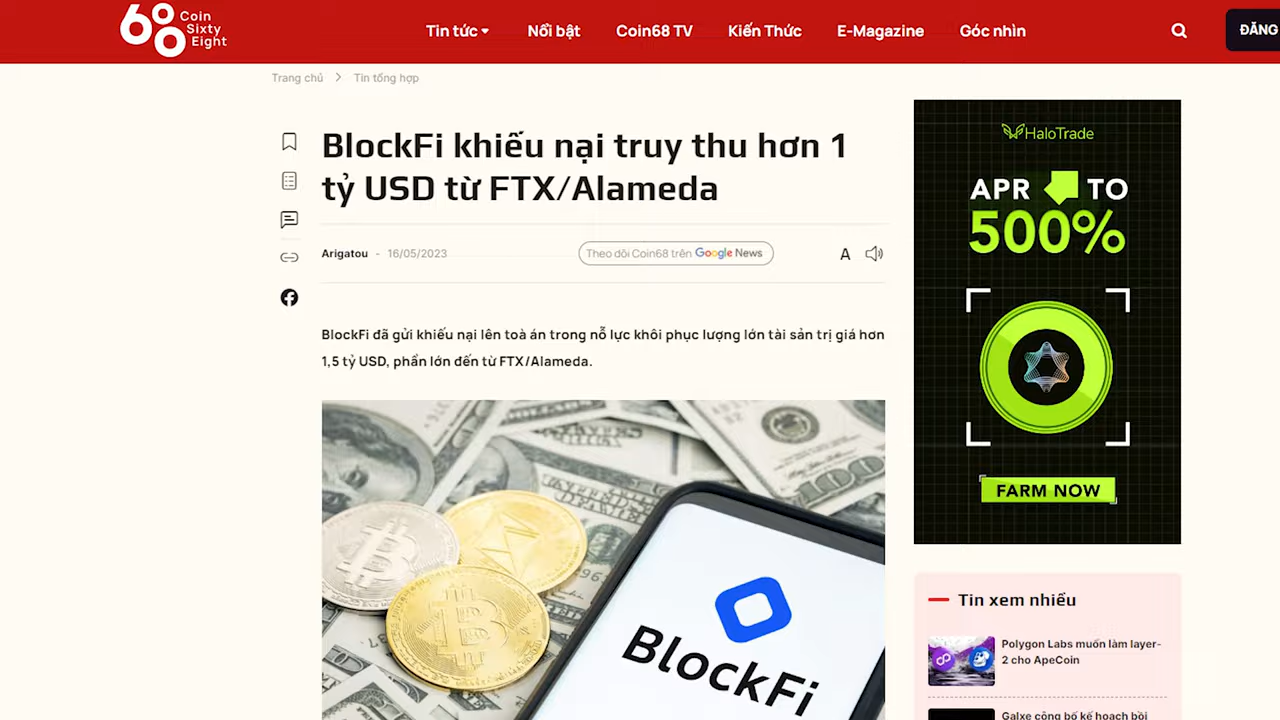 Coin
Sixty
Eight
Tin tức
Nổi bật
Coin68 TV
Kiến Thức
E-Magazine
Góc nhìn
ĐĂNG
Trang chủ > Tin tổng hợp
BlockFi khiếu nại truy thu hơn 1
tỷ USD từ FTX/Alameda
Arigatou - 16/05/2023
Theo dõi Coin68 trên Google News
A
BlockFi đã gửi khiếu nại lên toà án trong nỗ lực khôi phục lượng lớn tài sản trị giá hơn
1,5 tỷ USD, phần lớn đến từ FTX/Alameda.
100
BlockFi
HaloTrade
APR TO
500%
FARM NOW
Tin xem nhiều
Polygon Labs muốn làm layer-
2 cho ApeCoin
Galxe công bố kế hoạch bồi